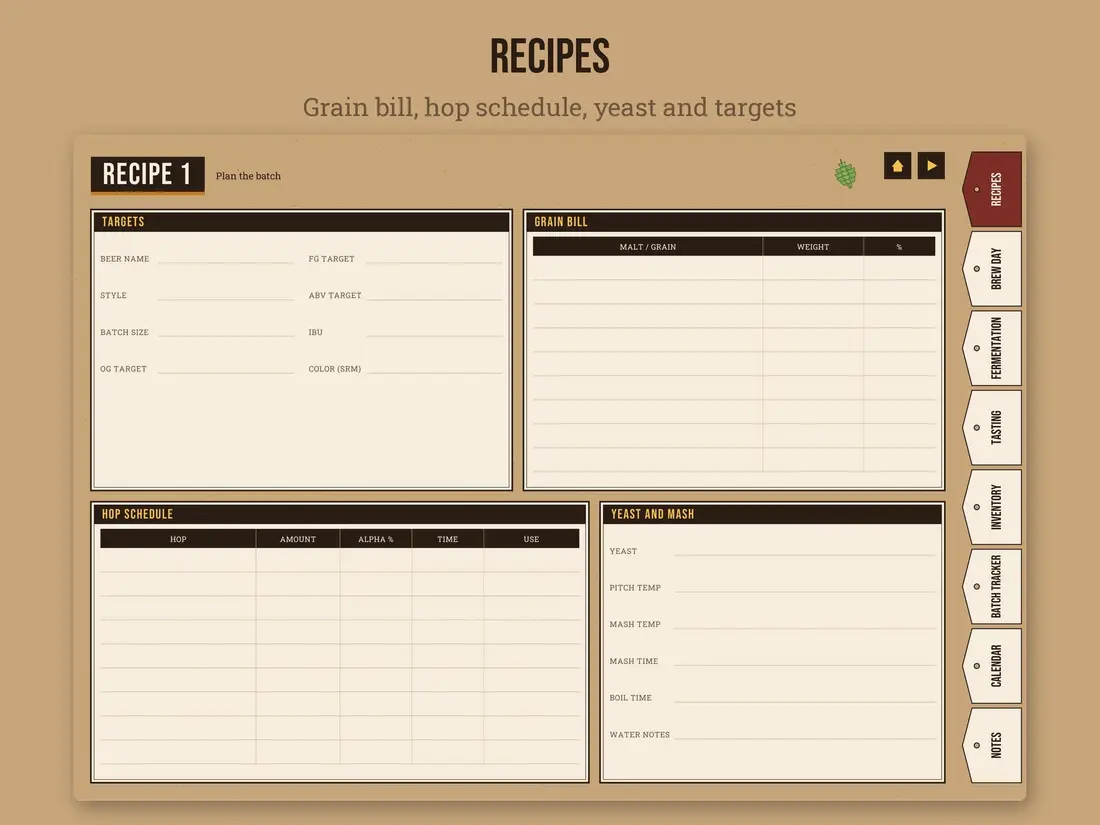 RECIPES
Grain bill, hop schedule, yeast and targets
RECIPE 1
Plan the batch
TARGETS
BEER NAME
FG TARGET
STYLE
ABV TARGET
BATCH SIZE
IBU
OG TARGET
COLOR (SRM)
GRAIN BILL
MALT / GRAIN
WEIGHT
%
HOP SCHEDULE
HOP
AMOUNT
ALPHA %
TIME
USE
YEAST AND MASH
YEAST
PITCH TEMP
MASH TEMP
MASH TIME
BOIL TIME
WATER NOTES
RECIPES
BREW DAY
FERMENTATION
TASTING
INVENTORY
BATCH TRACKER
CALENDAR
NOTES